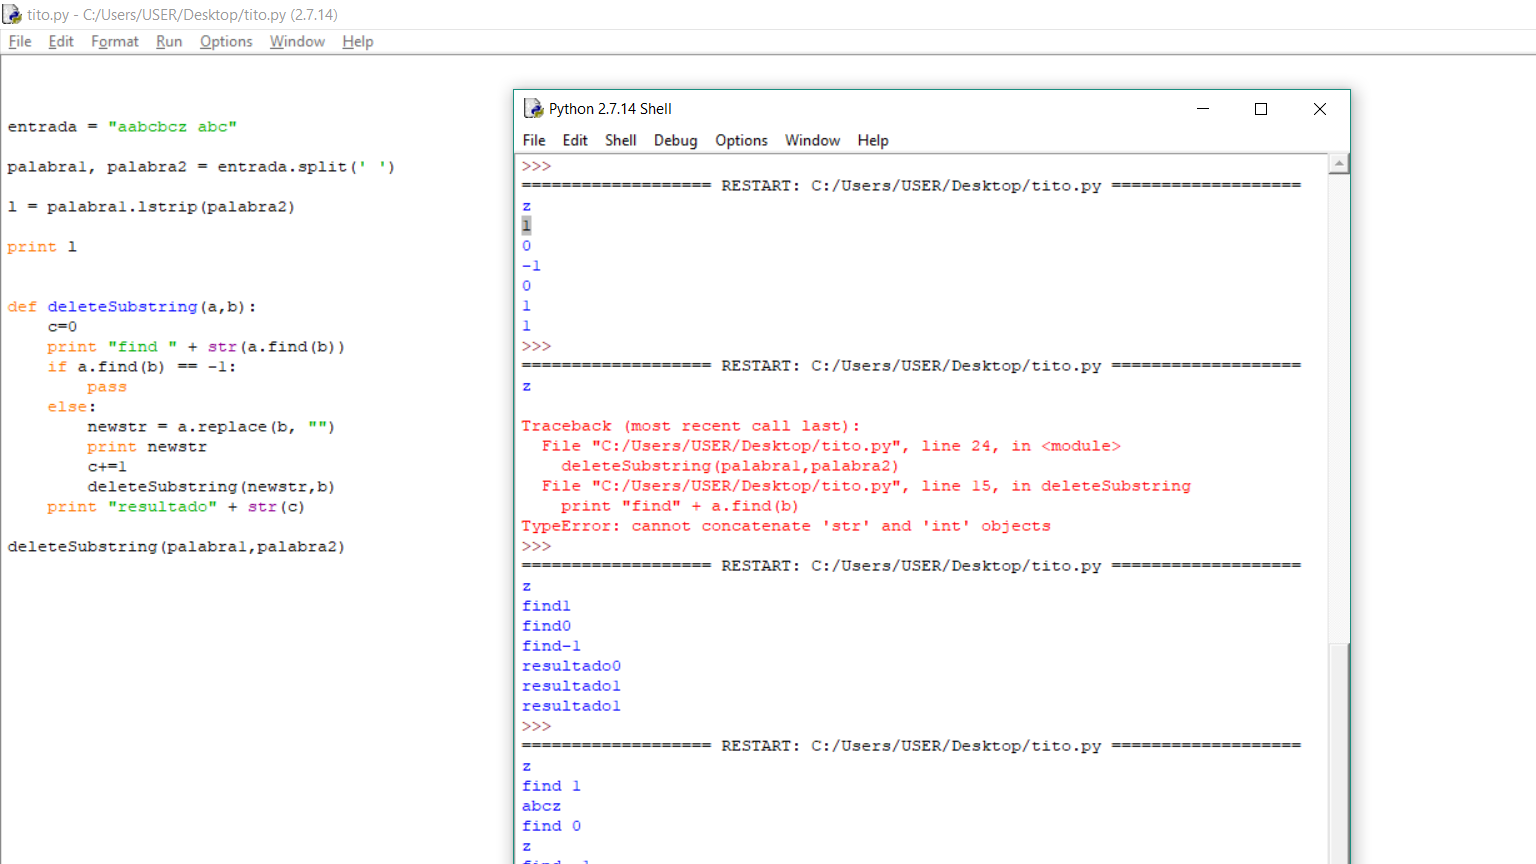 tito.py - C:/Users/USER/Desktop/tito.py (2.7.14)
File Edit Format Run Options Window Help
entrada = "aabcbcz abc"
palabra1, palabra2 = entrada.split(' ')
l = palabra1.lstrip(palabra2)
print l
def deleteSubstring(a,b):
    c=0
    print "find " + str(a.find(b))
    if a.find(b) == -1:
        pass
    else:
        newstr = a.replace(b, "")
        print newstr
        c+=1
        deleteSubstring(newstr,b)
    print "resultado" + str(c)
deleteSubstring(palabra1,palabra2)
Python 2.7.14 Shell
File Edit Shell Debug Options Window Help
>>>
=================== RESTART: C:/Users/USER/Desktop/tito.py ===================
z
1
0
-1
0
1
1
>>>
=================== RESTART: C:/Users/USER/Desktop/tito.py ===================
z
Traceback (most recent call last):
  File "C:/Users/USER/Desktop/tito.py", line 24, in <module>
    deleteSubstring(palabra1,palabra2)
  File "C:/Users/USER/Desktop/tito.py", line 15, in deleteSubstring
    print "find" + a.find(b)
TypeError: cannot concatenate 'str' and 'int' objects
>>>
=================== RESTART: C:/Users/USER/Desktop/tito.py ===================
z
find1
find0
find-1
resultado0
resultado1
resultado1
>>>
=================== RESTART: C:/Users/USER/Desktop/tito.py ===================
z
find 1
abcz
find 0
z